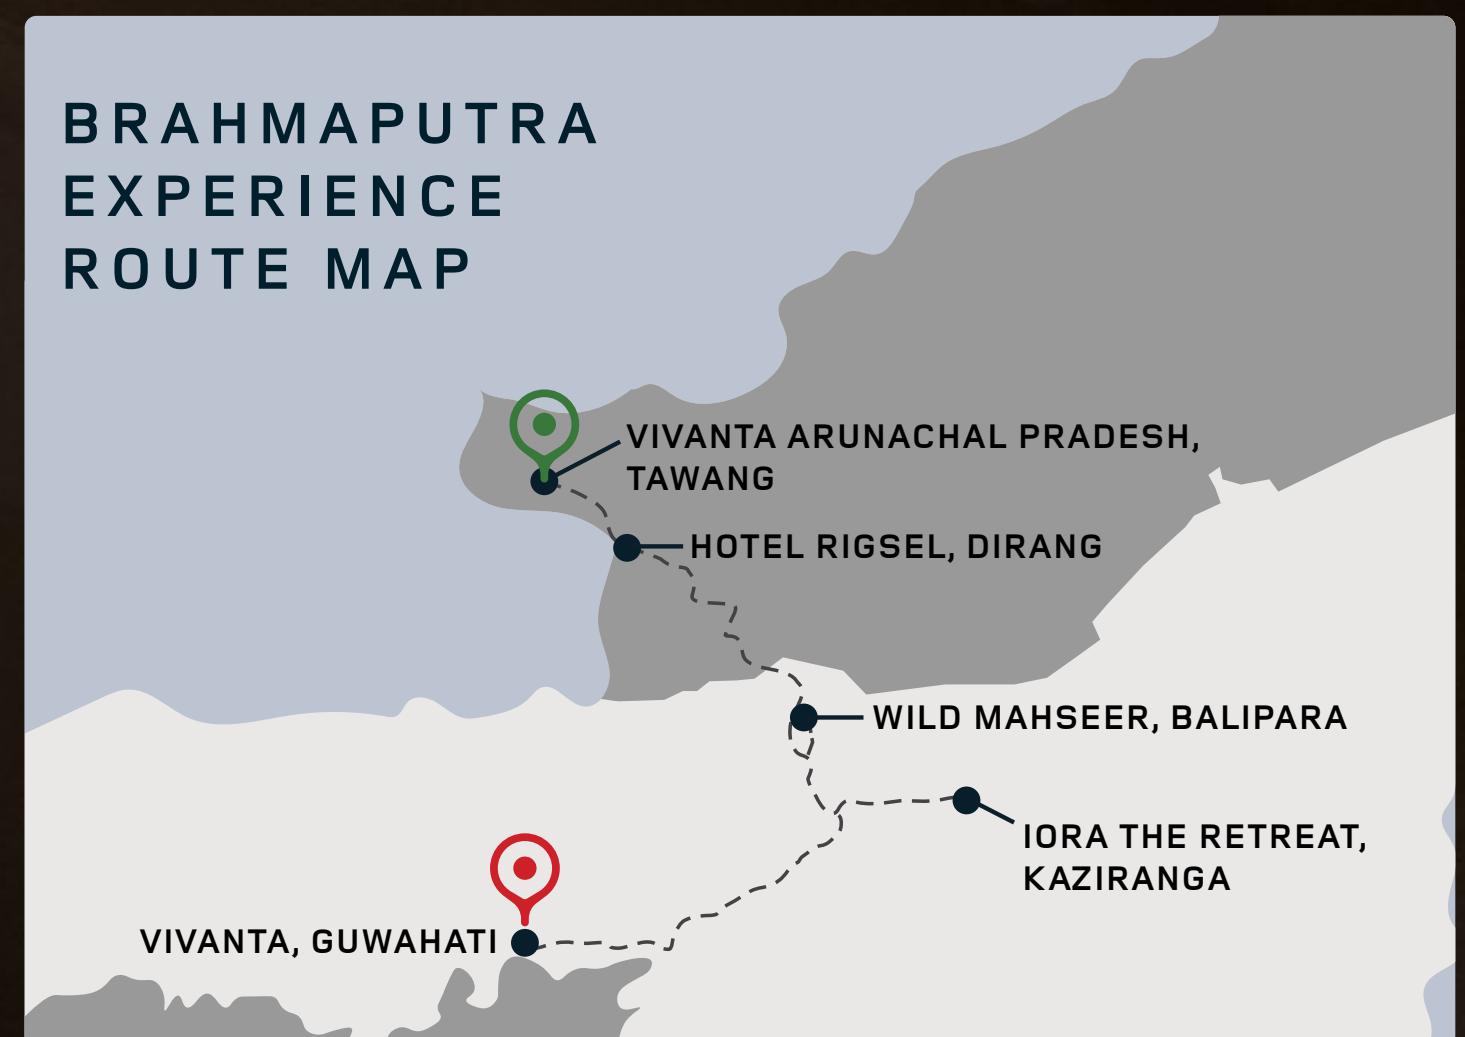 BRAHMAPUTRA
EXPERIENCE
ROUTE MAP
VIVANTA ARUNACHAL PRADESH,
TAWANG
HOTEL RIGSEL, DIRANG
WILD MAHSEER, BALIPARA
IORA THE RETREAT,
KAZIRANGA
VIVANTA, GUWAHATI